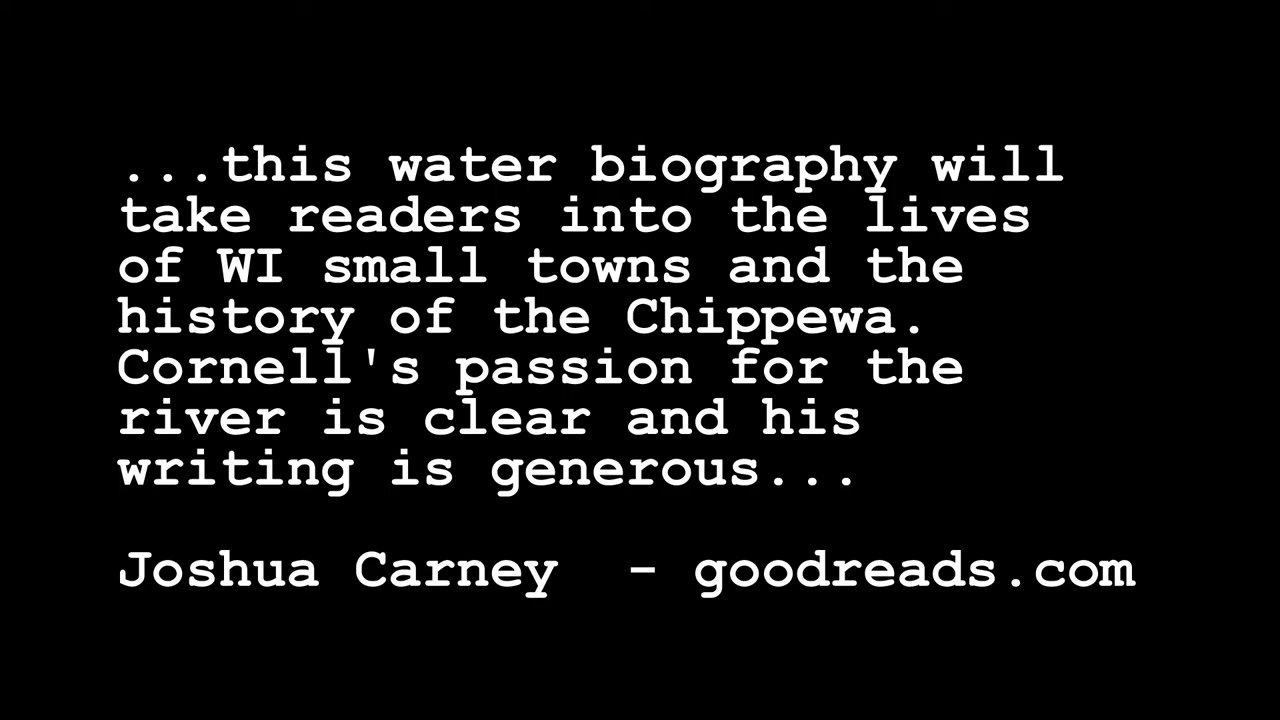 ...this water biography will
take readers into the lives
of WI small towns and the
history of the Chippewa.
Cornell's passion for the
river is clear and his
writing is generous...
Joshua Carney  - goodreads.com